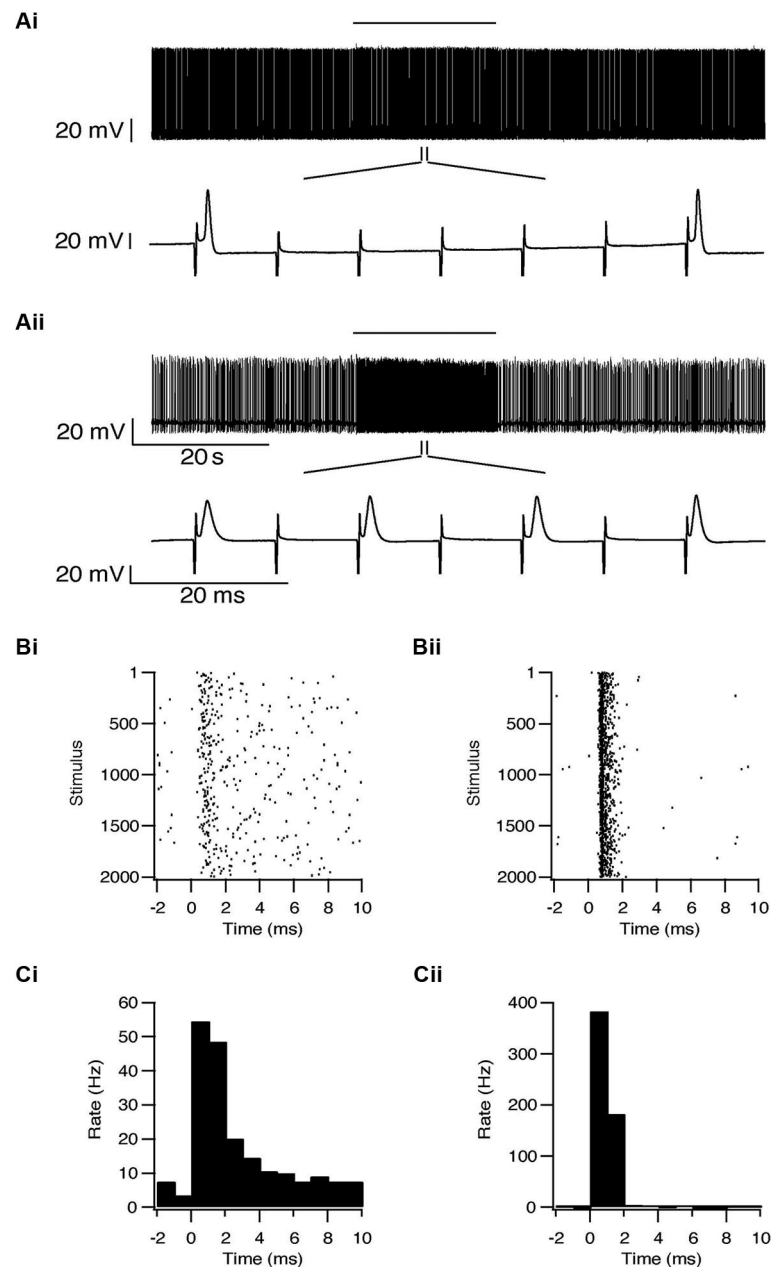 Ai
20 mV
20 mV
Aii
20 mV
20 s
20 mV
20 ms
Bi
Bii
1
500
1000
1500
2000
Stimulus
-2 0 2 4 6 8 10
Time (ms)
1
500
1000
1500
2000
Stimulus
-2 0 2 4 6 8 10
Time (ms)
Ci
Cii
60
50
40
30
20
10
0
Rate (Hz)
-2 0 2 4 6 8 10
Time (ms)
400
300
200
100
0
Rate (Hz)
-2 0 2 4 6 8 10
Time (ms)